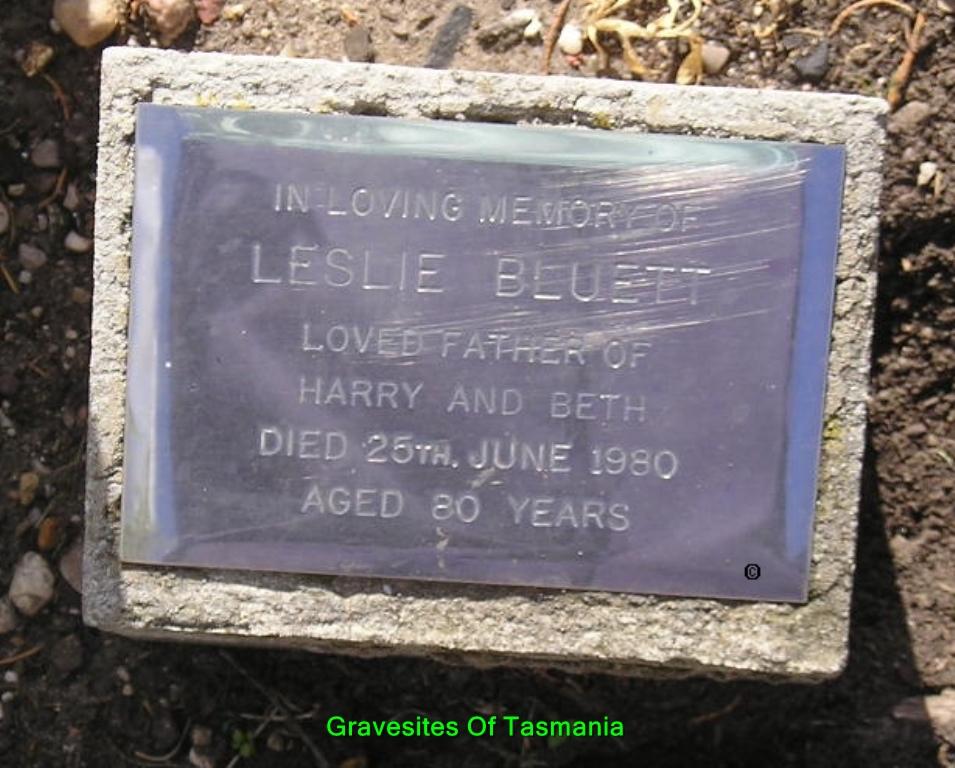 IN LOVING MEMORY OF
LESLIE BLUETT
LOVED FATHER OF
HARRY AND BETH
DIED 25TH. JUNE 1980
AGED 80 YEARS
©
Gravesites Of Tasmania